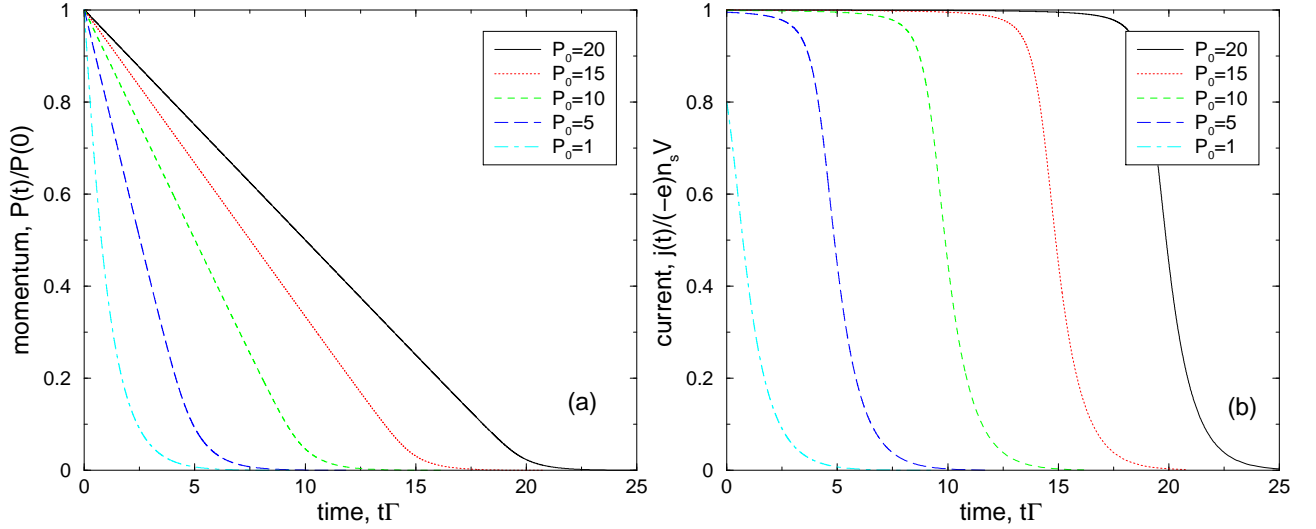 1
0.8
0.6
0.4
0.2
0
0 5 10 15 20 25
momentum, P(t)/P(0)
time, tΓ
P₀=20
P₀=15
P₀=10
P₀=5
P₀=1
(a)
1
0.8
0.6
0.4
0.2
0
0 5 10 15 20 25
current, j(t)/(−e)nₛV
time, tΓ
P₀=20
P₀=15
P₀=10
P₀=5
P₀=1
(b)